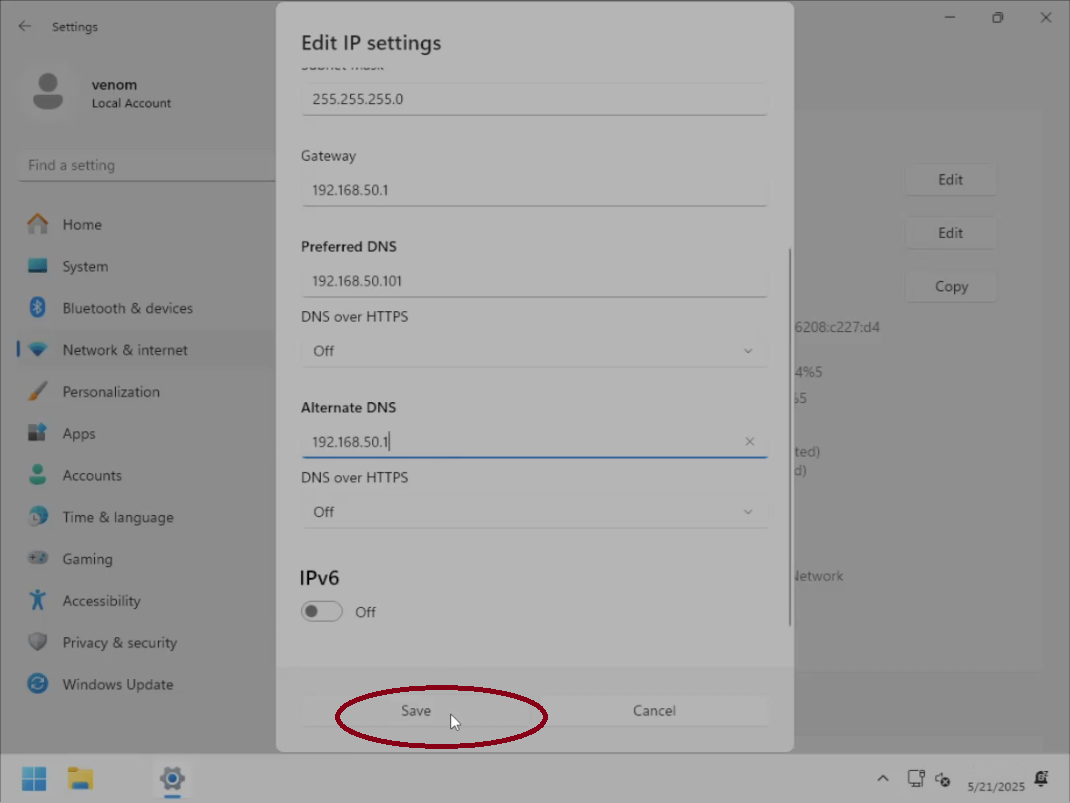 Settings
venom
Local Account
Find a setting
Home
System
Bluetooth & devices
Network & internet
Personalization
Apps
Accounts
Time & language
Gaming
Accessibility
Privacy & security
Windows Update
Edit IP settings
Subnet mask
255.255.255.0
Gateway
192.168.50.1
Preferred DNS
192.168.50.101
DNS over HTTPS
Off
Alternate DNS
192.168.50.1
DNS over HTTPS
Off
IPv6
Off
Save Cancel
Edit
Edit
Copy
6208:c227:d4
4%5
%5
ted)
d)
Network
5/21/2025